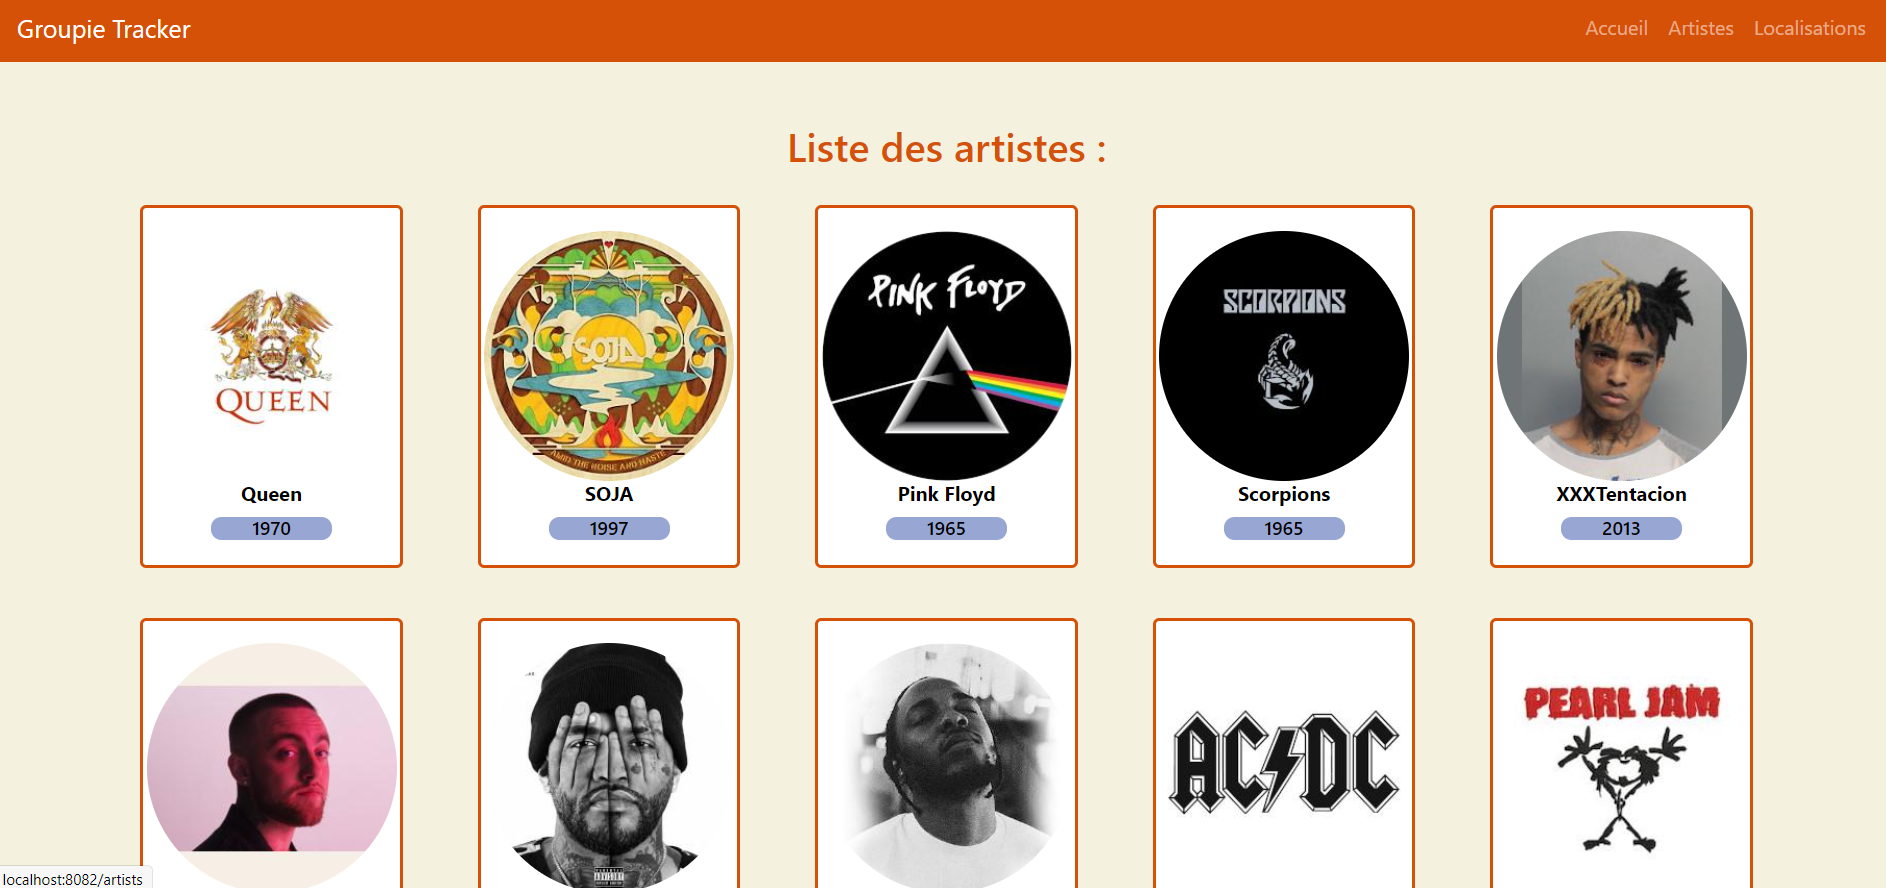 Groupie Tracker
Accueil Artistes Localisations
Liste des artistes :
QUEEN
SOJA
AMID THE NOISE AND HASTE
PINK FLOYD
SCORPIONS
Queen
SOJA
Pink Floyd
Scorpions
XXXTentacion
1970
1997
1965
1965
2013
AC DC
PEARL JAM
localhost:8082/artists